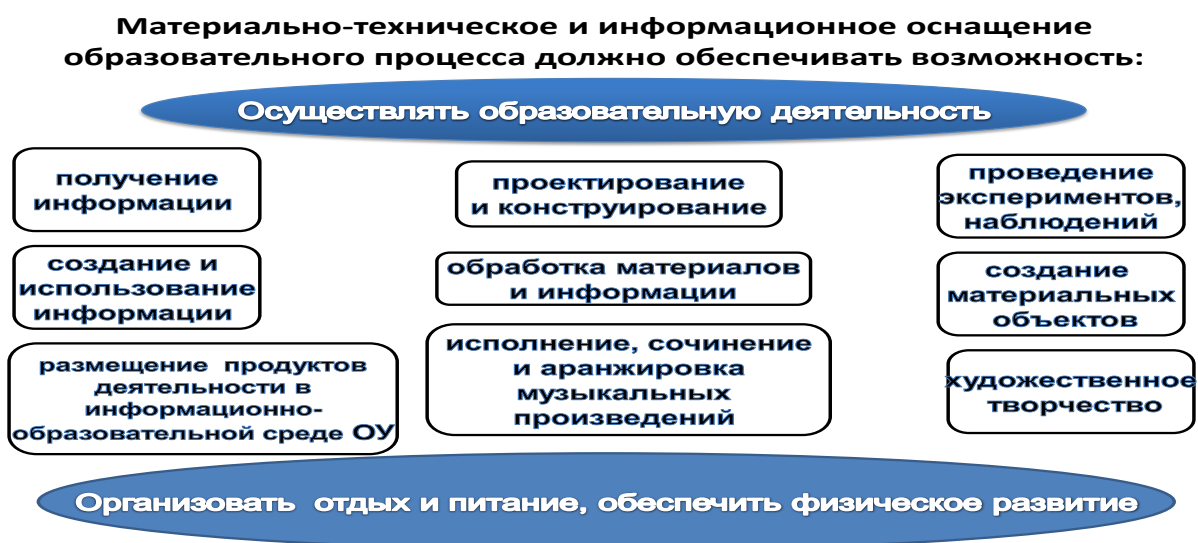 Материально-техническое и информационное оснащение
образовательного процесса должно обеспечивать возможность:
Осуществлять образовательную деятельность
получение
информации
проектирование
и конструирование
проведение
экспериментов,
наблюдений
создание и
использование
информации
обработка материалов
и информации
создание
материальных
объектов
размещение продуктов
деятельности в
информационно-
образовательной среде ОУ
исполнение, сочинение
и аранжировка
музыкальных
произведений
художественное
творчество
Организовать отдых и питание, обеспечить физическое развитие